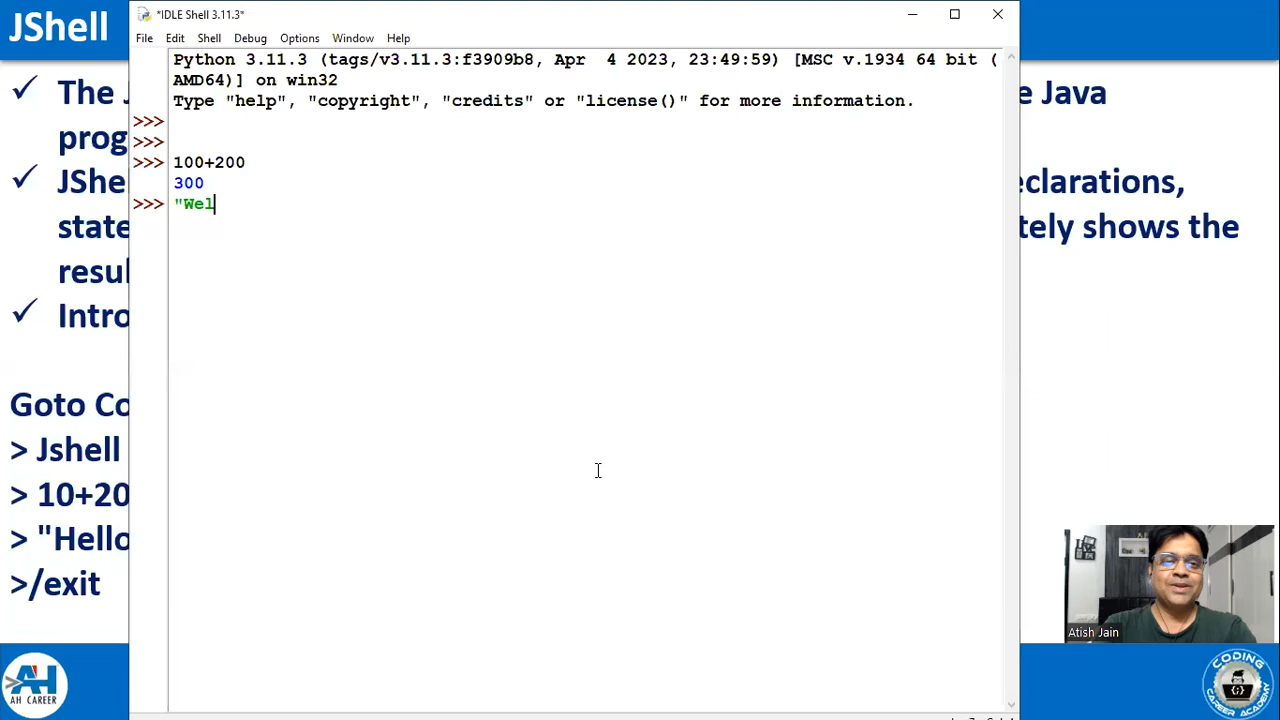 JShell
*IDLE Shell 3.11.3*
File Edit Shell Debug Options Window Help
Python 3.11.3 (tags/v3.11.3:f3909b8, Apr  4 2023, 23:49:59) [MSC v.1934 64 bit (
AMD64)] on win32
Type "help", "copyright", "credits" or "license()" for more information.
>>>
>>>
>>> 100+200
300
>>> "Wel
✓ The J
e Java
prog
✓ JShe
eclarations,
state
tely shows the
resul
✓ Intro
Goto Co
> Jshell
> 10+20
> "Hello
>/exit
Atish Jain
AH CAREER
CODING
CAREER ACADEMY